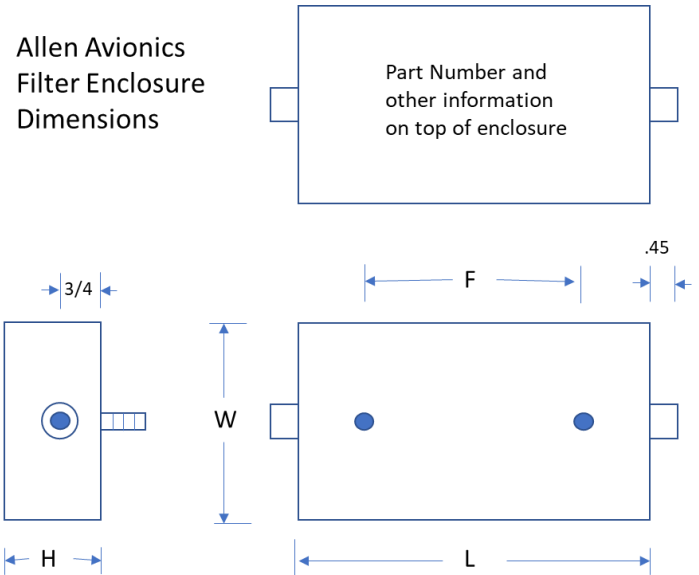 Allen Avionics
Filter Enclosure
Dimensions
Part Number and
other information
on top of enclosure
.45
F
3/4
W
H
L